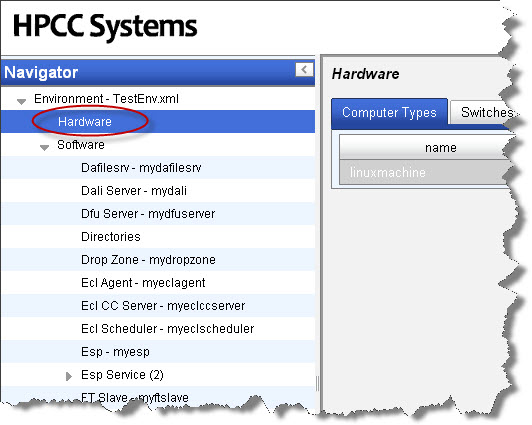 HPCC Systems
Navigator
Environment - TestEnv.xml
Hardware
Software
Dafilesrv - mydafilesrv
Dali Server - mydali
Dfu Server - mydfuserver
Directories
Drop Zone - mydropzone
Ecl Agent - myeclagent
Ecl CC Server - myeclccserver
Ecl Scheduler - myeclscheduler
Esp - myesp
Esp Service (2)
FT Slave - myftslave
Hardware
Computer Types Switches
name
linuxmachine